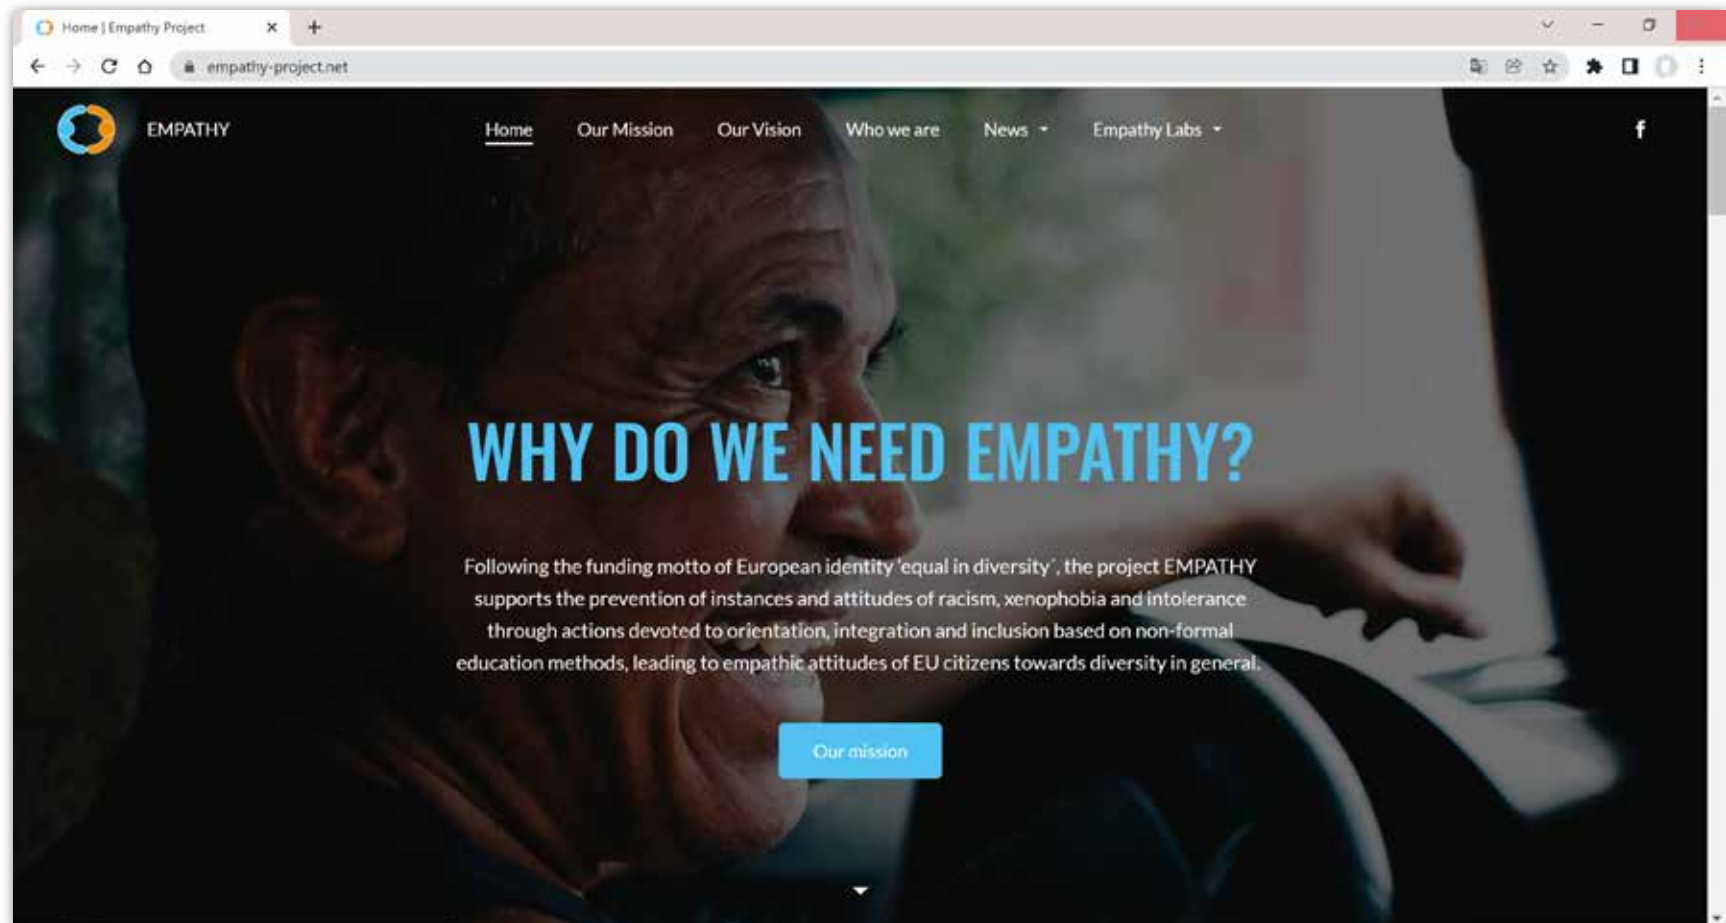 Home | Empathy Project
empathy-project.net
EMPATHY
Home Our Mission Our Vision Who we are News Empathy Labs
f
WHY DO WE NEED EMPATHY?
Following the funding motto of European identity 'equal in diversity´, the project EMPATHY
supports the prevention of instances and attitudes of racism, xenophobia and intolerance
through actions devoted to orientation, integration and inclusion based on non-formal
education methods, leading to empathic attitudes of EU citizens towards diversity in general.
Our mission